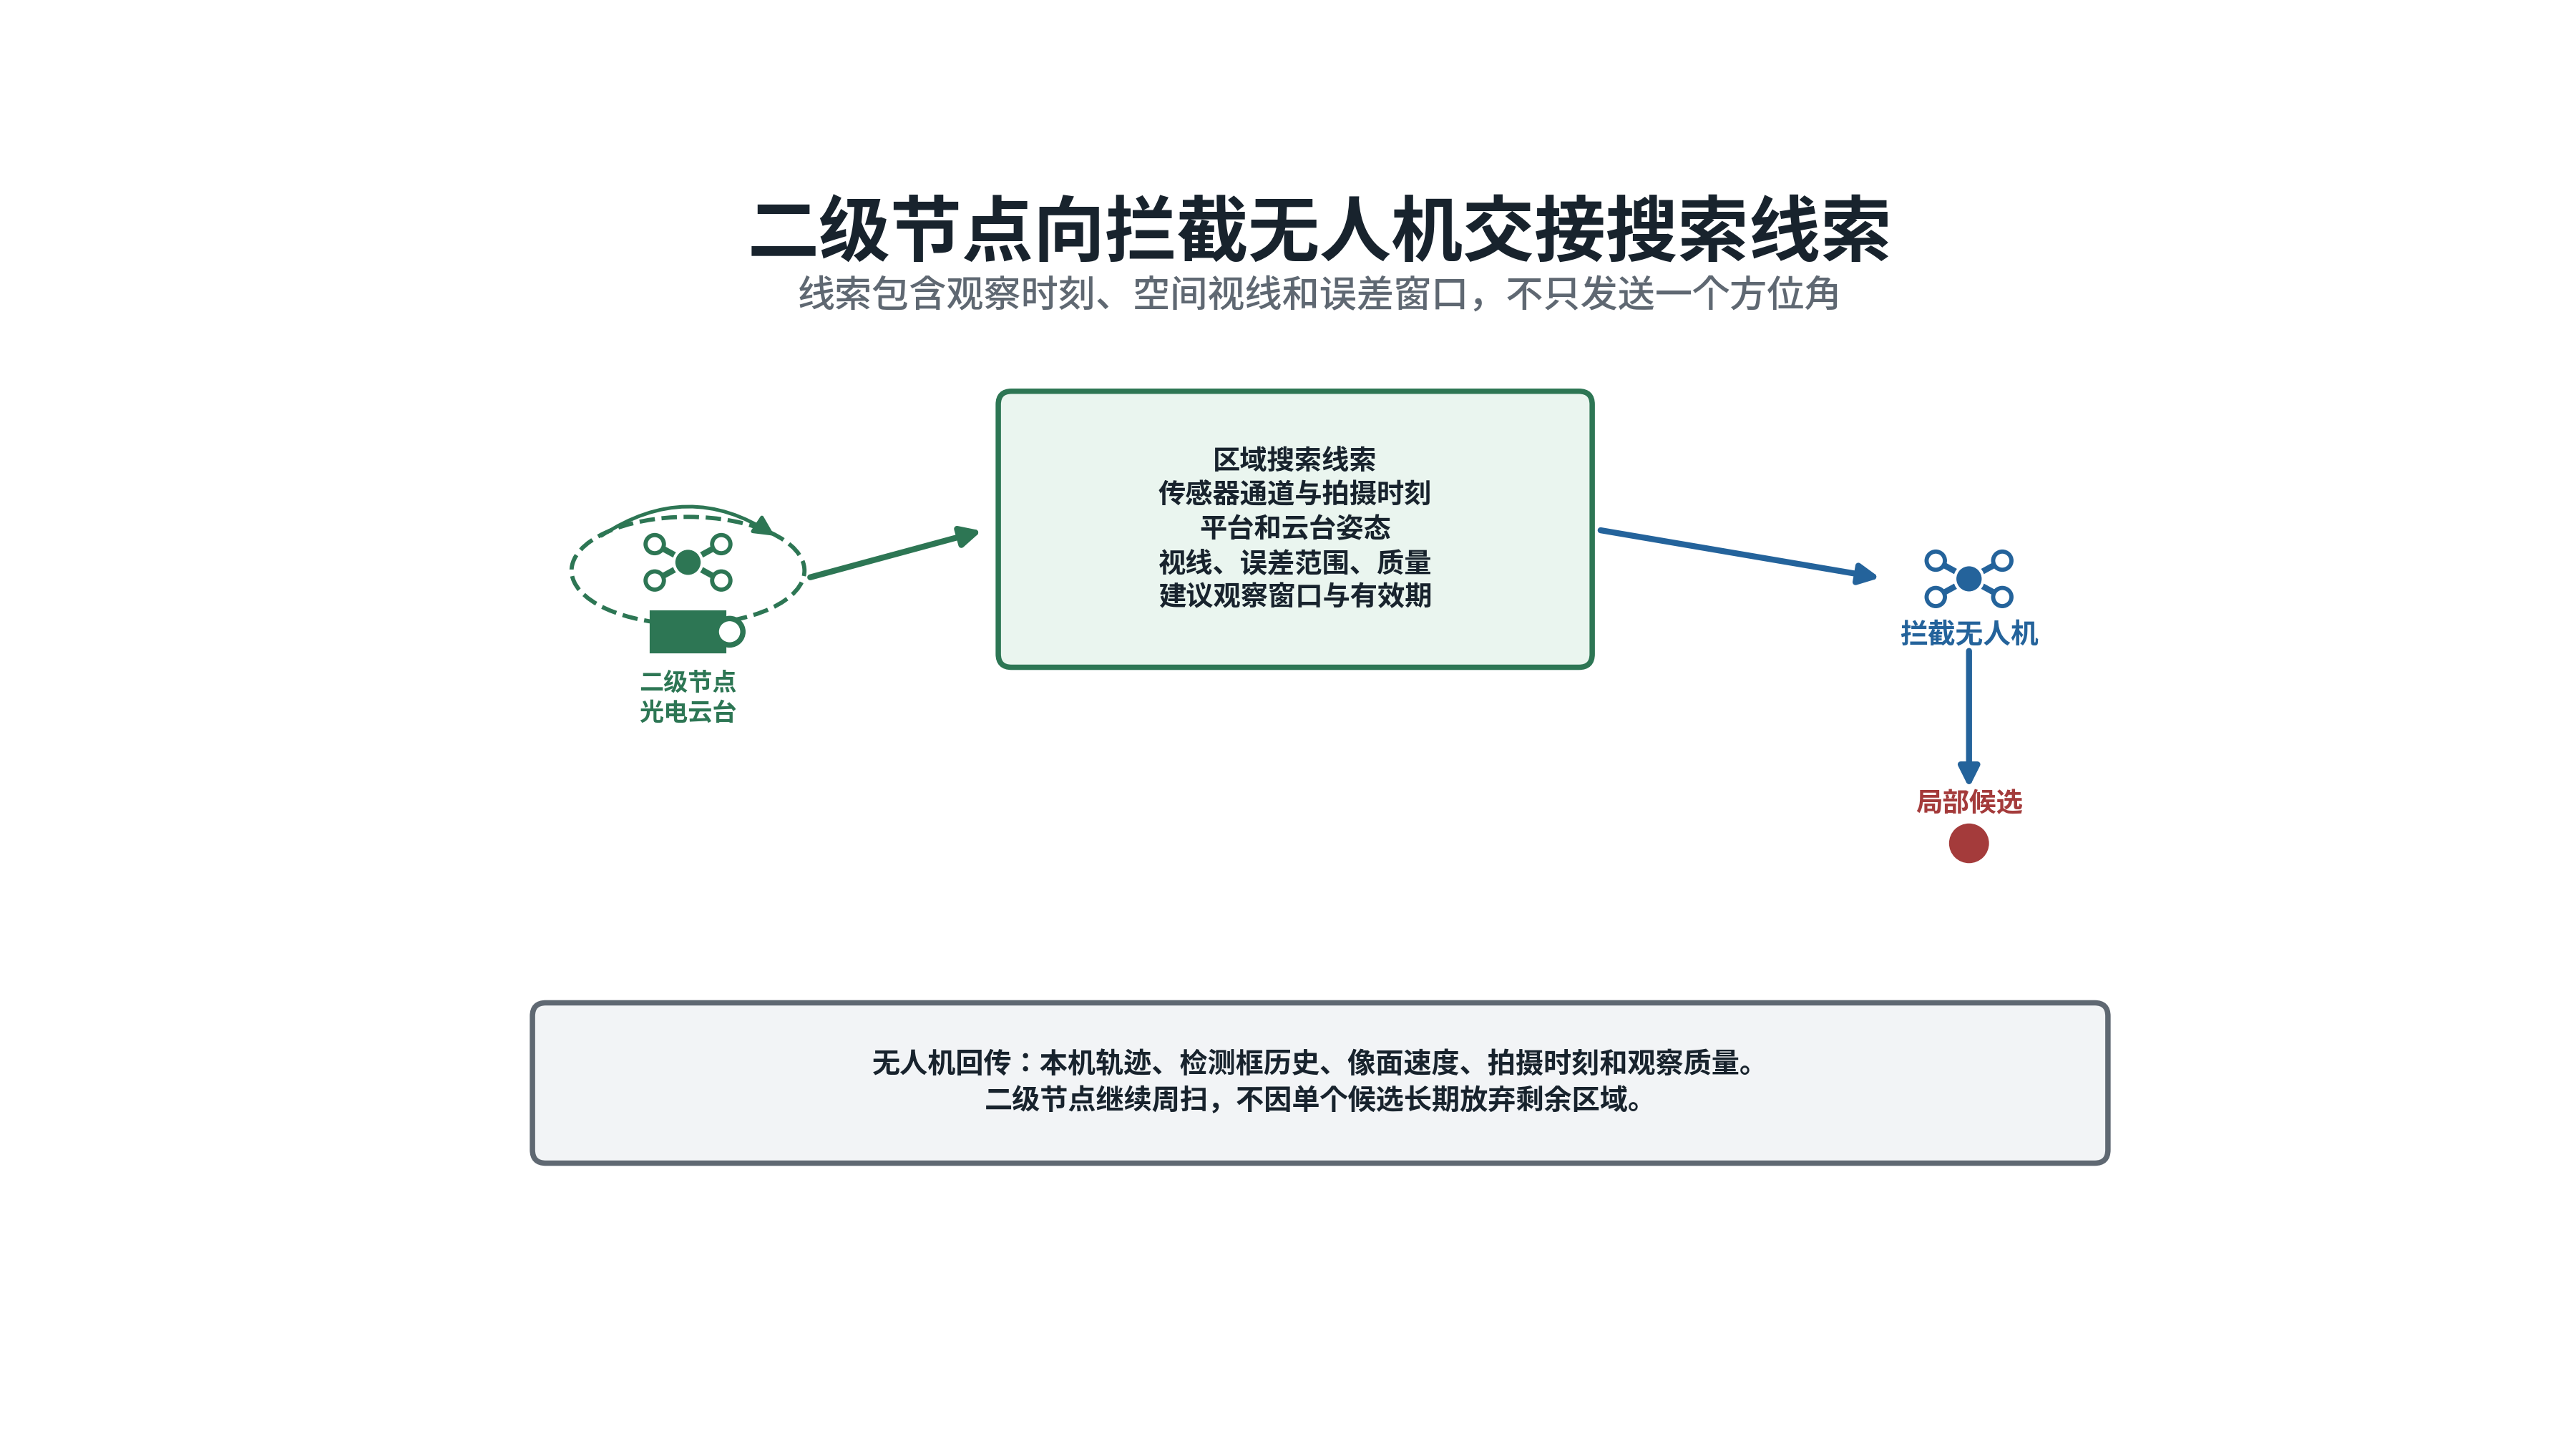 二级节点向拦截无人机交接搜索线索
线索包含观察时刻、空间视线和误差窗口，不只发送一个方位角
区域搜索线索
传感器通道与拍摄时刻
平台和云台姿态
视线、误差范围、质量
建议观察窗口与有效期
二级节点
光电云台
拦截无人机
局部候选
无人机回传：本机轨迹、检测框历史、像面速度、拍摄时刻和观察质量。
二级节点继续周扫，不因单个候选长期放弃剩余区域。